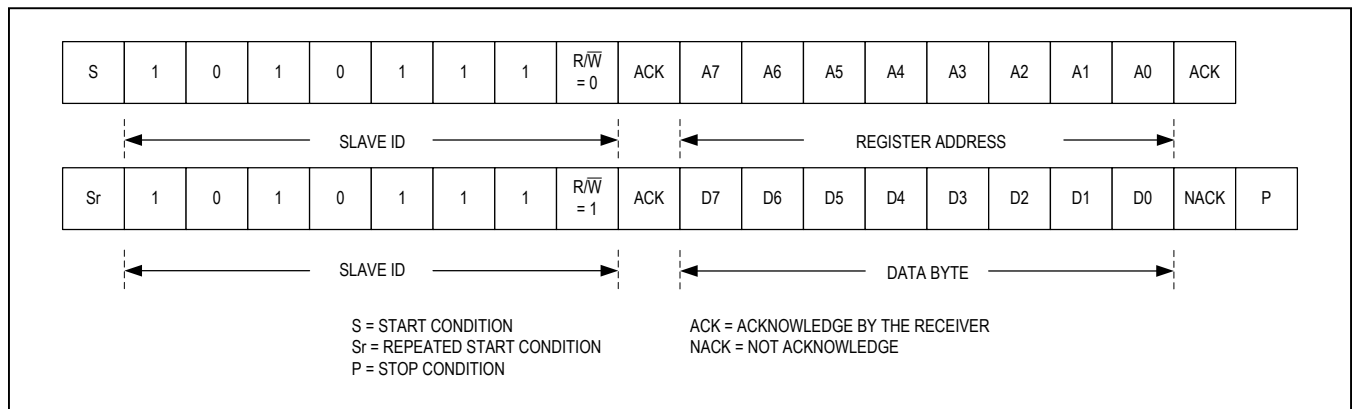 S 1 0 1 0 1 1 1 R/W̅ = 0 ACK A7 A6 A5 A4 A3 A2 A1 A0 ACK
SLAVE ID REGISTER ADDRESS
Sr 1 0 1 0 1 1 1 R/W̅ = 1 ACK D7 D6 D5 D4 D3 D2 D1 D0 NACK P
SLAVE ID DATA BYTE
S = START CONDITION ACK = ACKNOWLEDGE BY THE RECEIVER
Sr = REPEATED START CONDITION NACK = NOT ACKNOWLEDGE
P = STOP CONDITION